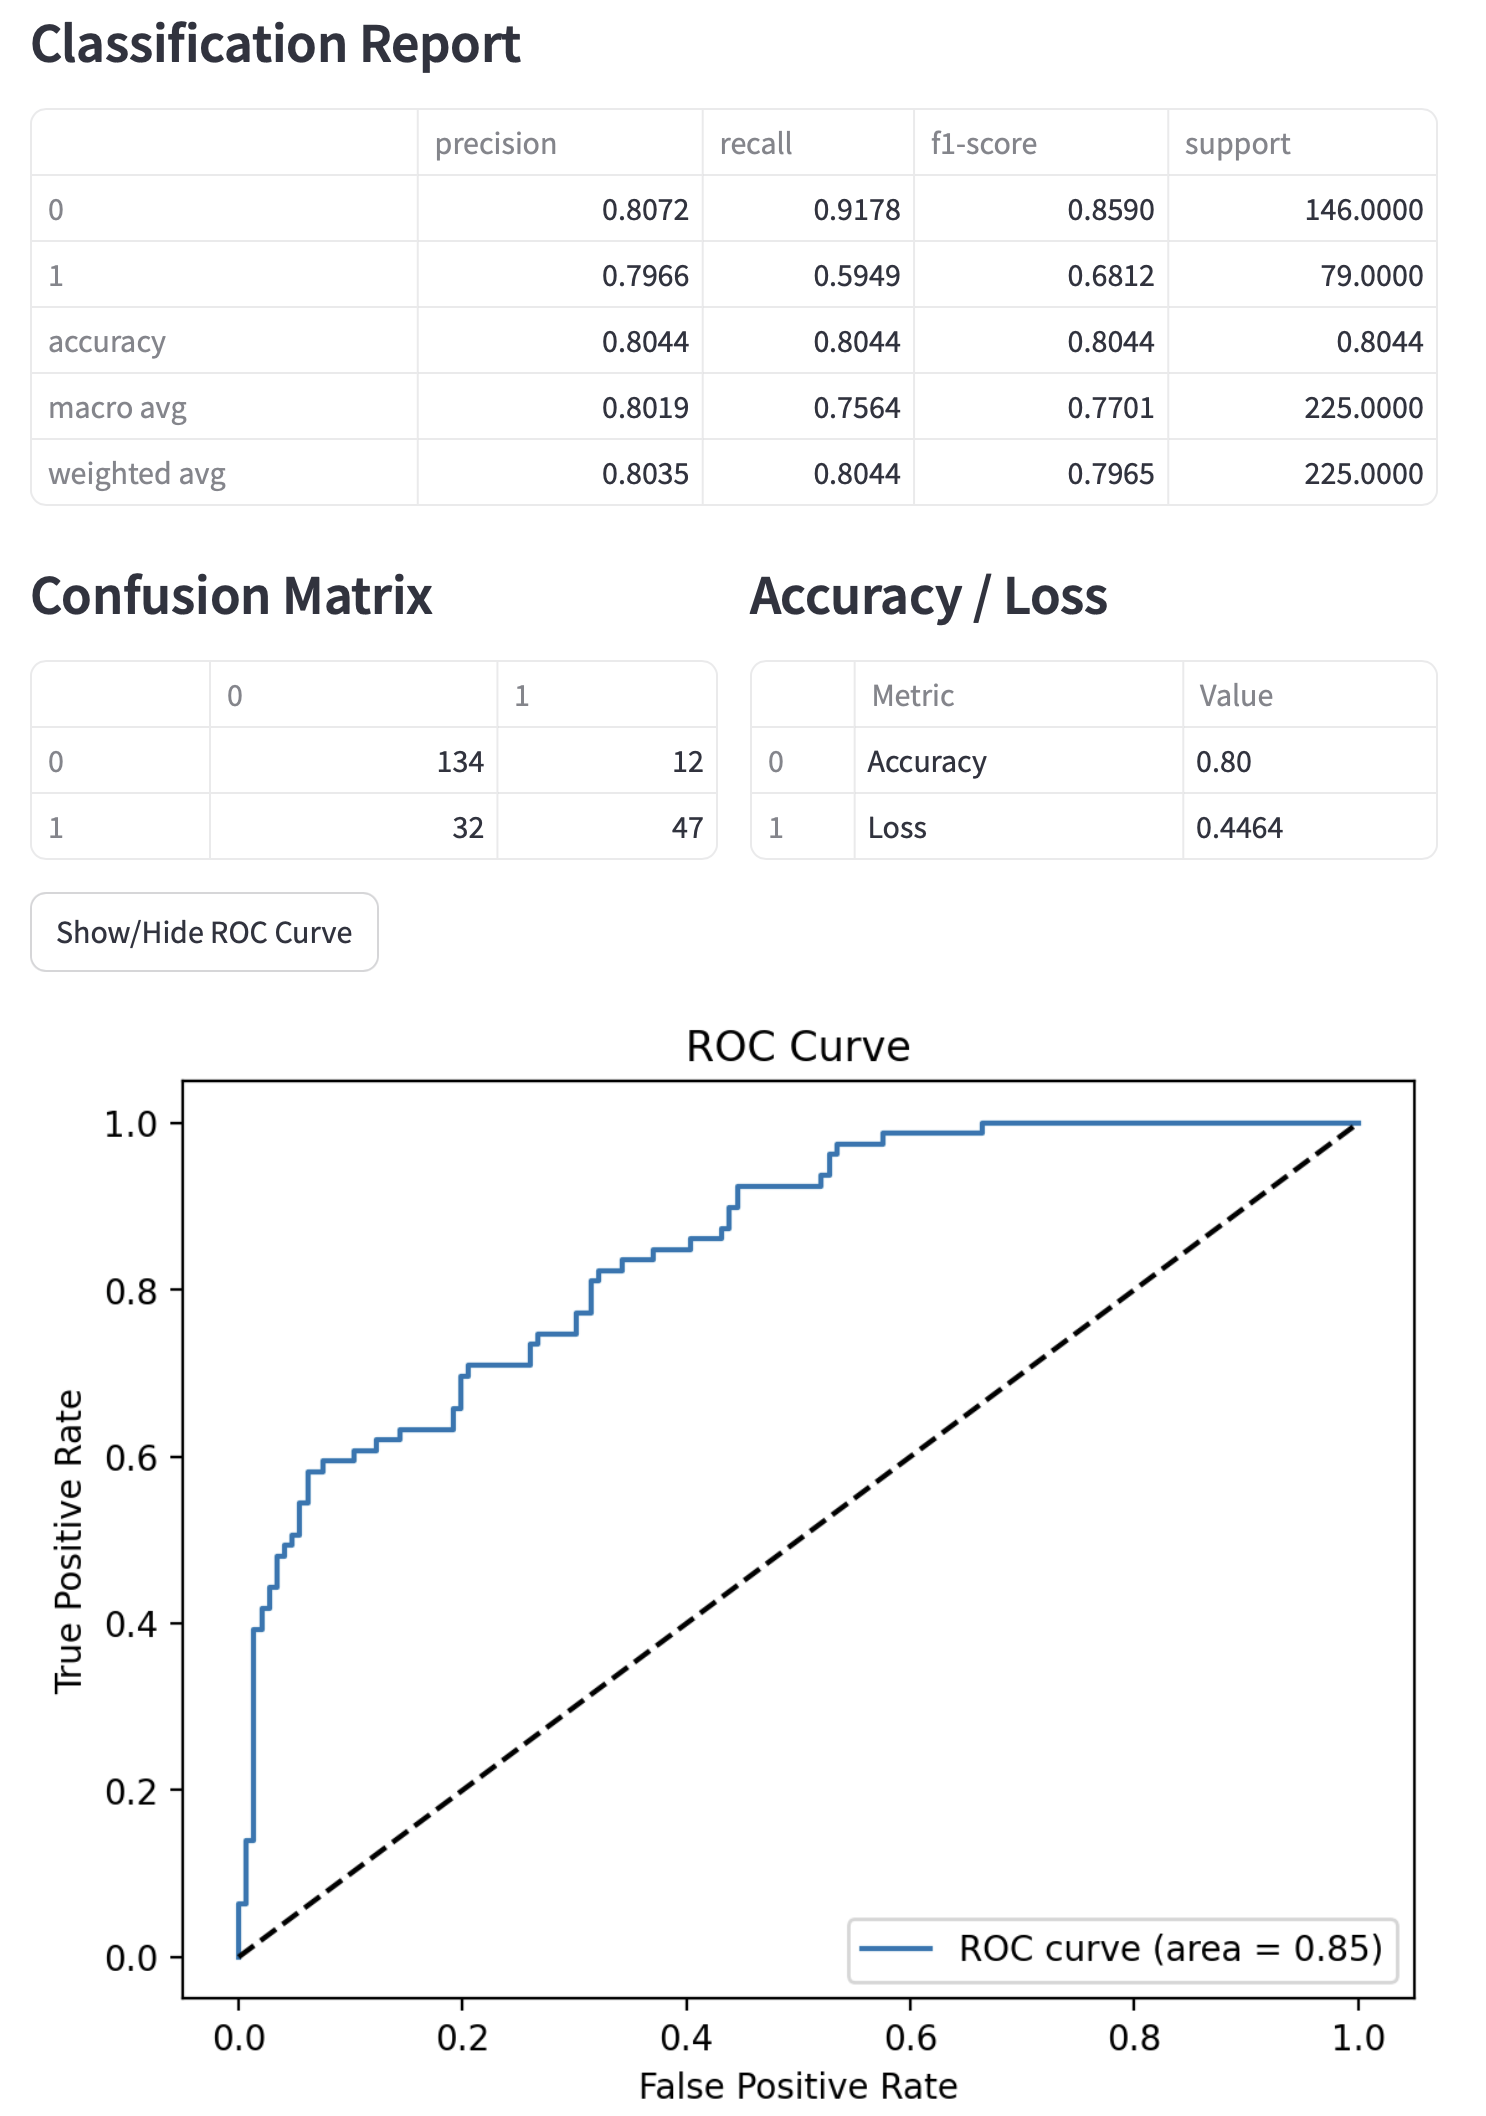 Classification Report
precision recall f1-score support
0 0.8072 0.9178 0.8590 146.0000
1 0.7966 0.5949 0.6812 79.0000
accuracy 0.8044 0.8044 0.8044 0.8044
macro avg 0.8019 0.7564 0.7701 225.0000
weighted avg 0.8035 0.8044 0.7965 225.0000
Confusion Matrix
0 1
0 134 12
1 32 47
Accuracy / Loss
Metric Value
0 Accuracy 0.80
1 Loss 0.4464
Show/Hide ROC Curve
ROC Curve
True Positive Rate
1.0
0.8
0.6
0.4
0.2
0.0
ROC curve (area = 0.85)
0.0 0.2 0.4 0.6 0.8 1.0
False Positive Rate